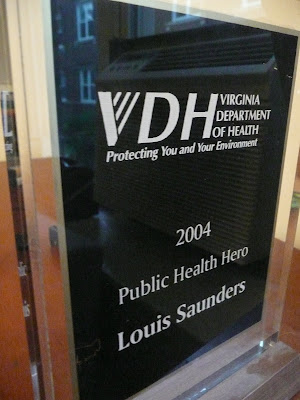 VDH VIRGINIA
DEPARTMENT
OF HEALTH
Protecting You and Your Environment
2004
Public Health Hero
Louis Saunders